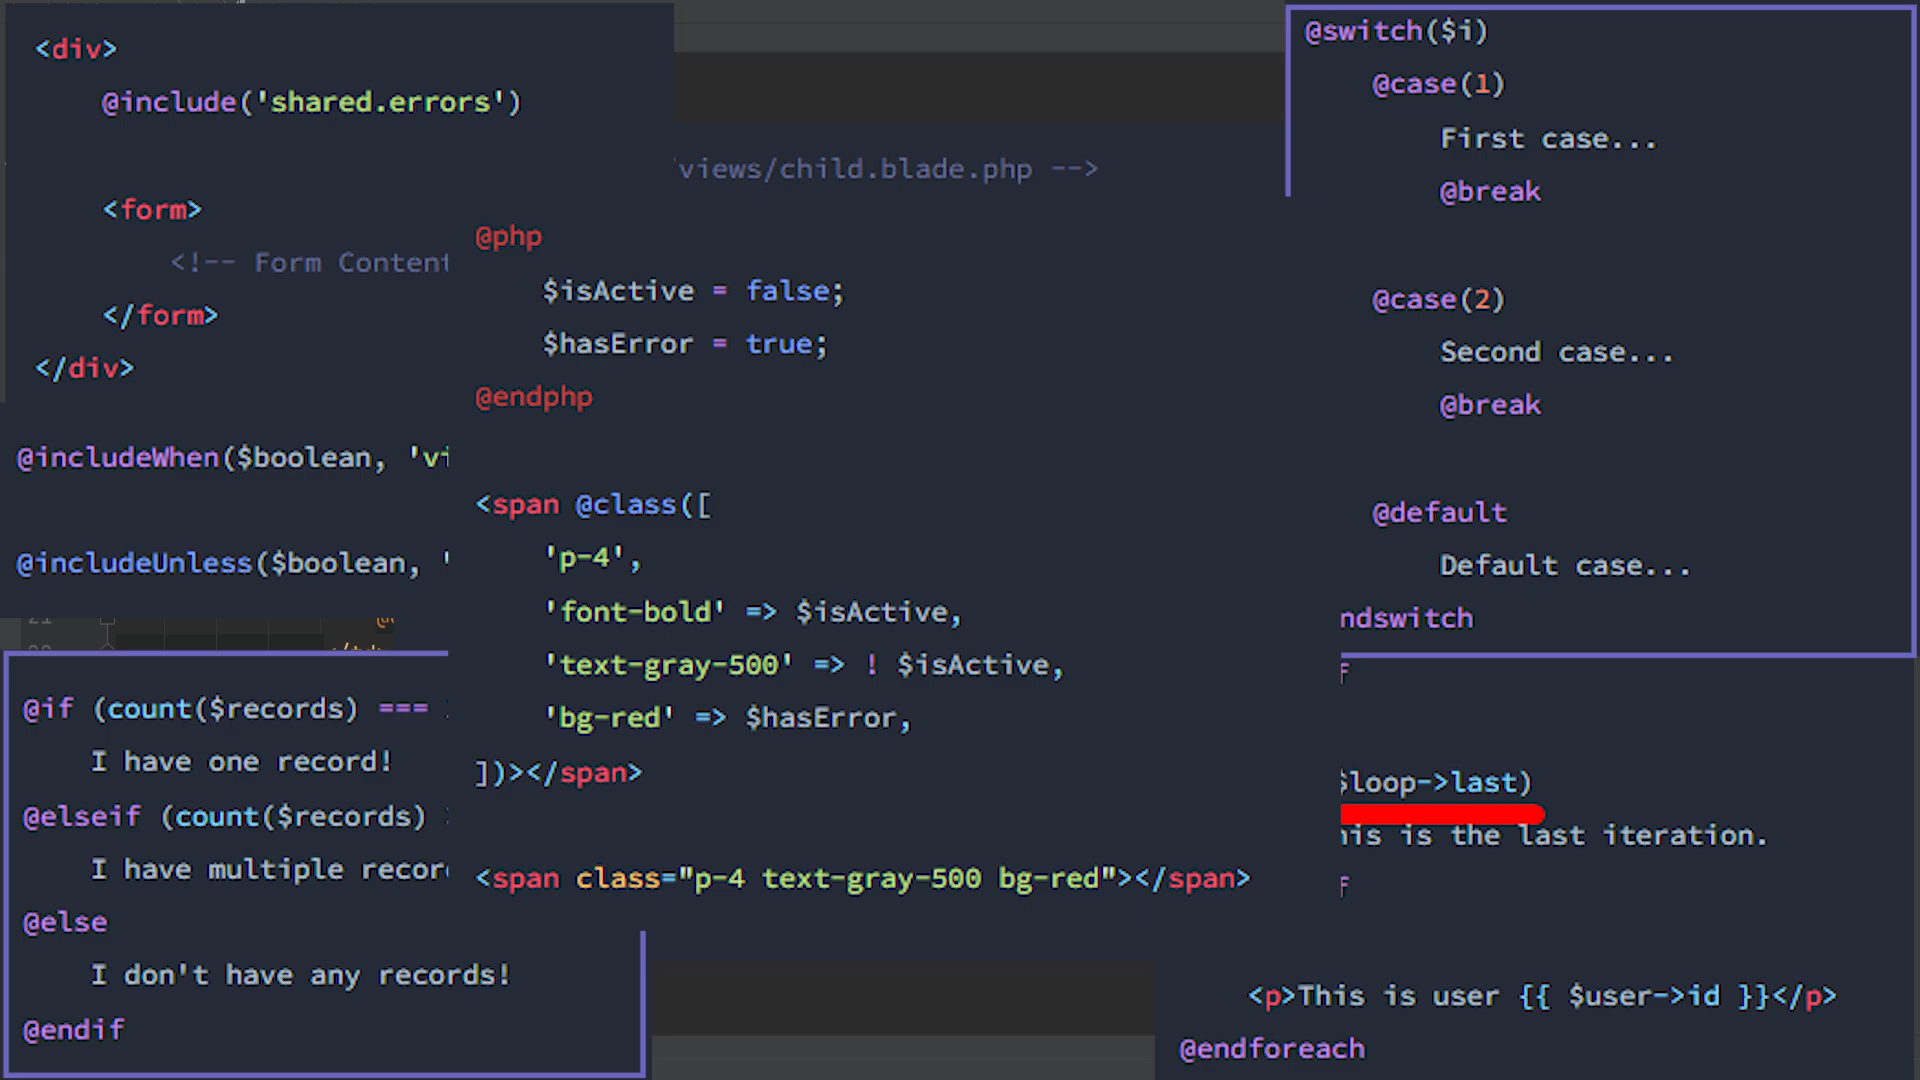 <div>
@include('shared.errors')
<form>
<!-- Form Content
</form>
</div>
@includeWhen($boolean, 'vi
@includeUnless($boolean, '
21
@if (count($records) ===
I have one record!
@elseif (count($records)
I have multiple recor
@else
I don't have any records!
@endif
views/child.blade.php -->
@php
$isActive = false;
$hasError = true;
@endphp
<span @class([
'p-4',
'font-bold' => $isActive,
'text-gray-500' => ! $isActive,
'bg-red' => $hasError,
])></span>
<span class="p-4 text-gray-500 bg-red"></span>
@switch($i)
@case(1)
First case...
@break
@case(2)
Second case...
@break
@default
Default case...
ndswitch
f
$loop->last)
his is the last iteration.
f
<p>This is user {{ $user->id }}</p>
@endforeach